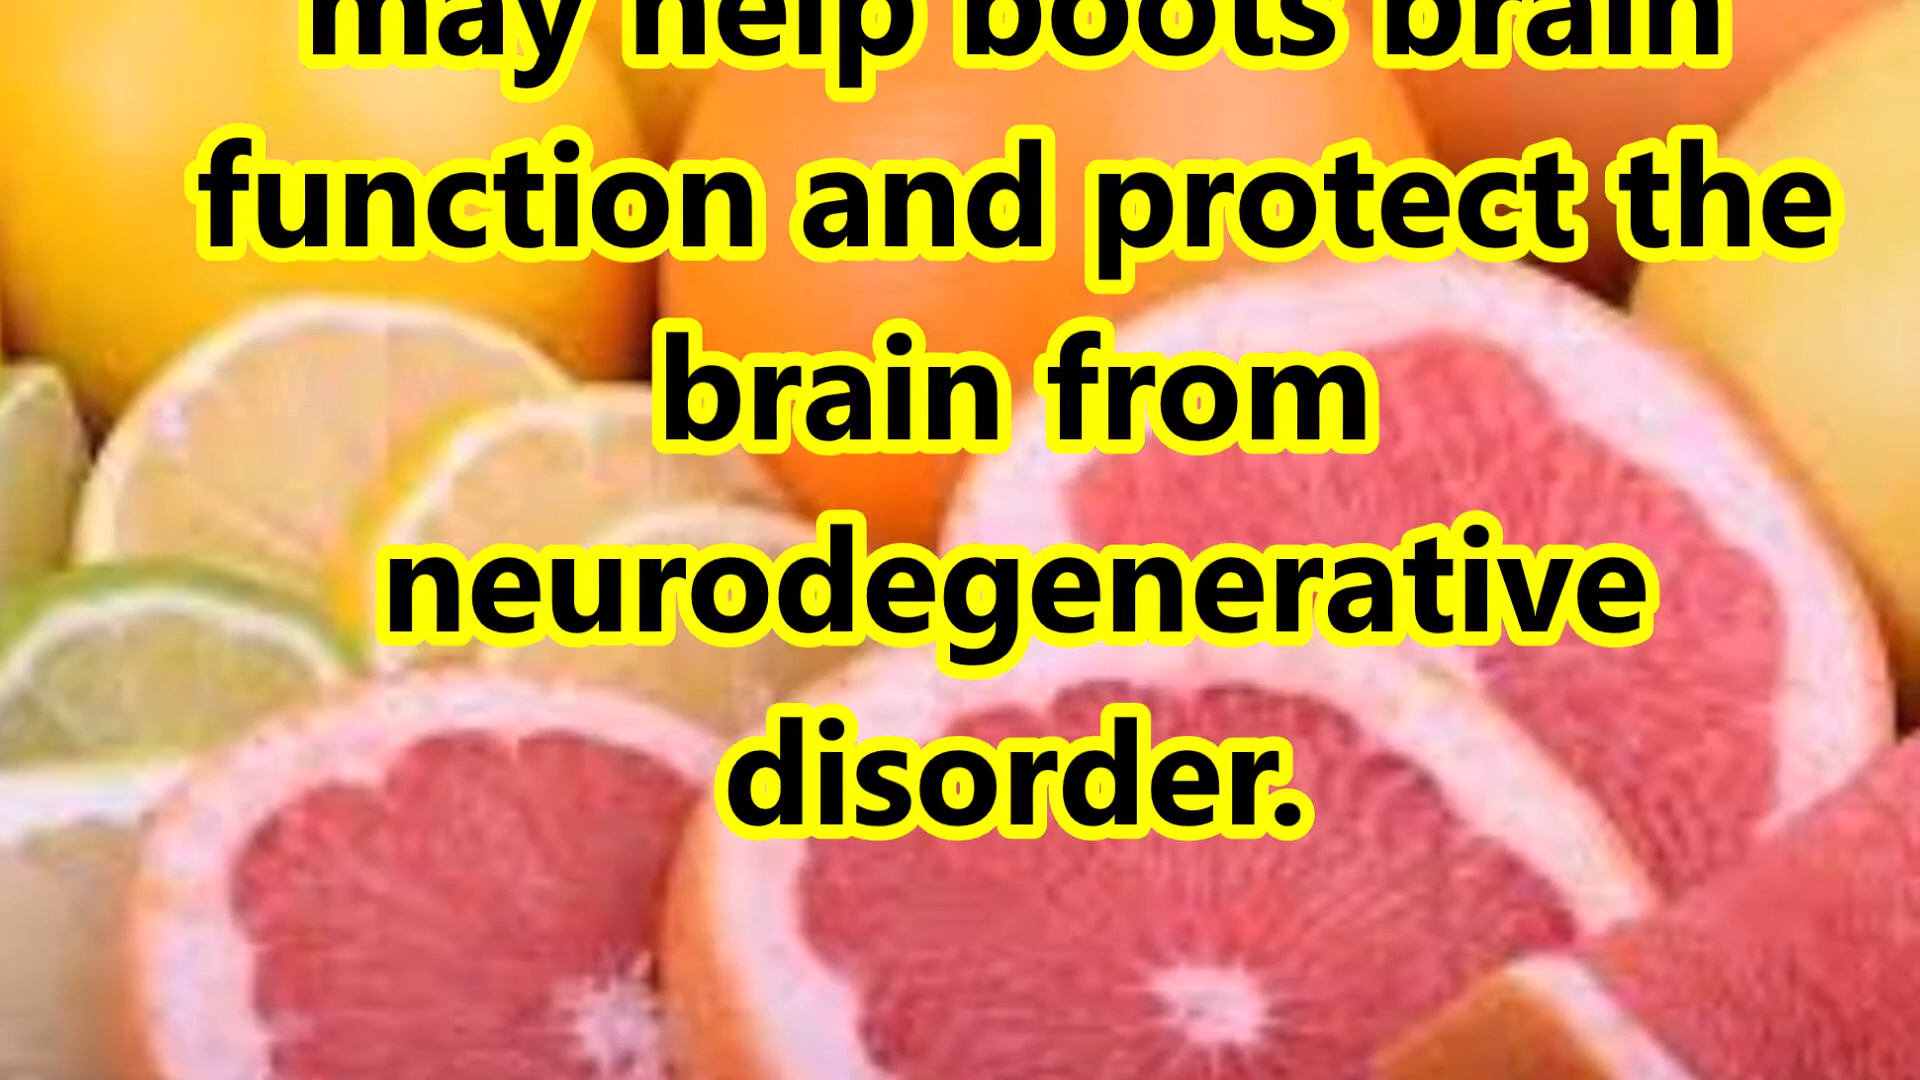 may help boots brain
function and protect the
brain from
neurodegenerative
disorder.